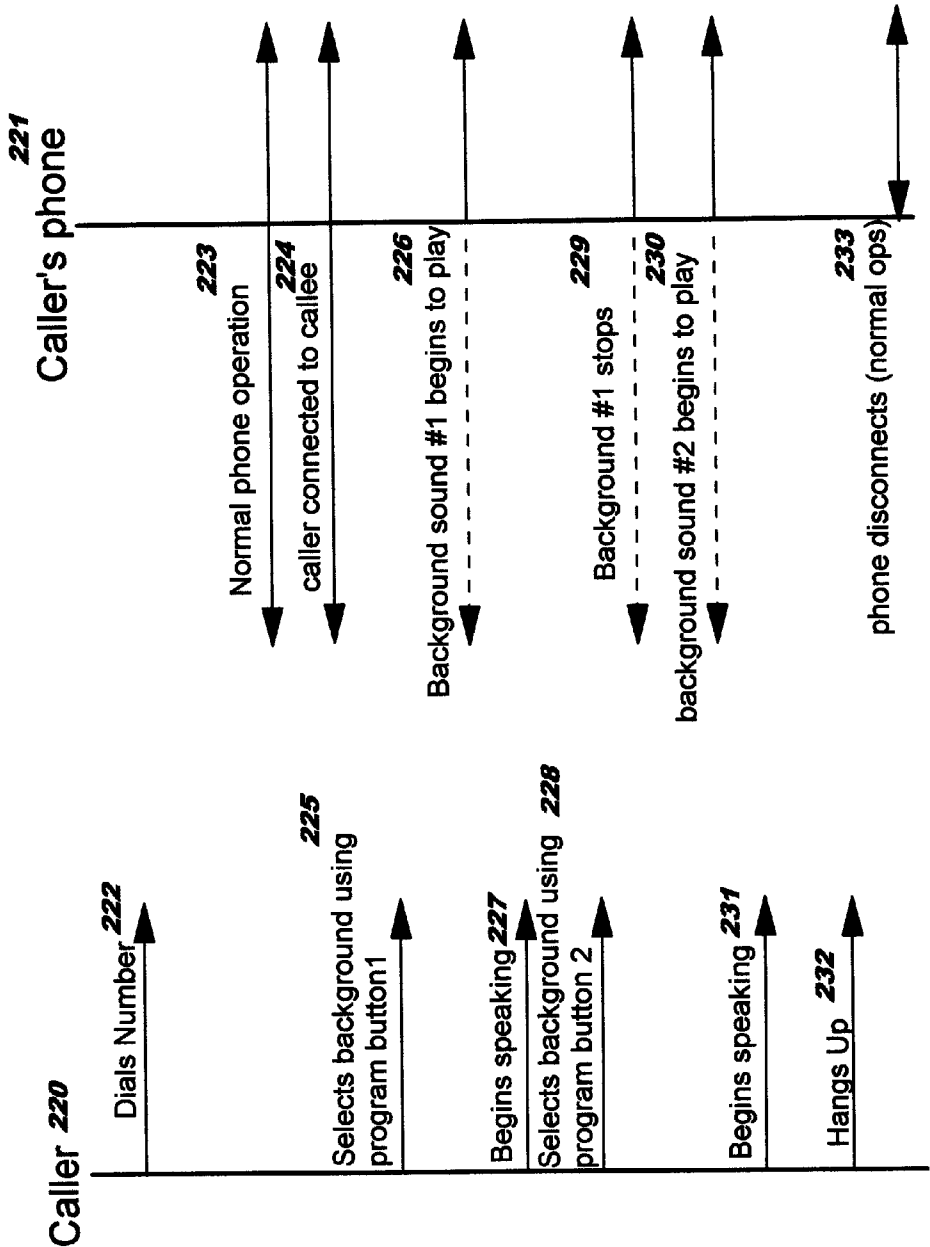 Caller 220
Caller's phone 221
Dials Number 222
Normal phone operation 223
caller connected to callee 224
Selects background using 225
program button1
Background sound #1 begins to play 226
Begins speaking 227
Selects background using 228
program button 2
Background #1 stops 229
background sound #2 begins to play 230
Begins speaking 231
Hangs Up 232
phone disconnects (normal ops) 233